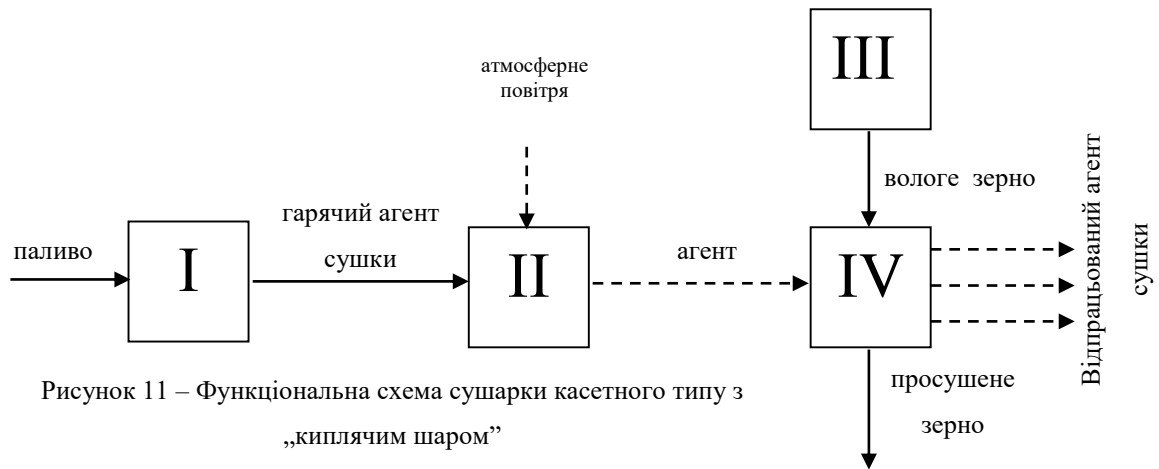 атмосферне
повітря
III
вологе зерно
гарячий агент
сушки
паливо
I
II
агент
IV
Відпрацьований агент
сушки
просушене
зерно
Рисунок 11 – Функціональна схема сушарки касетного типу з
„киплячим шаром”